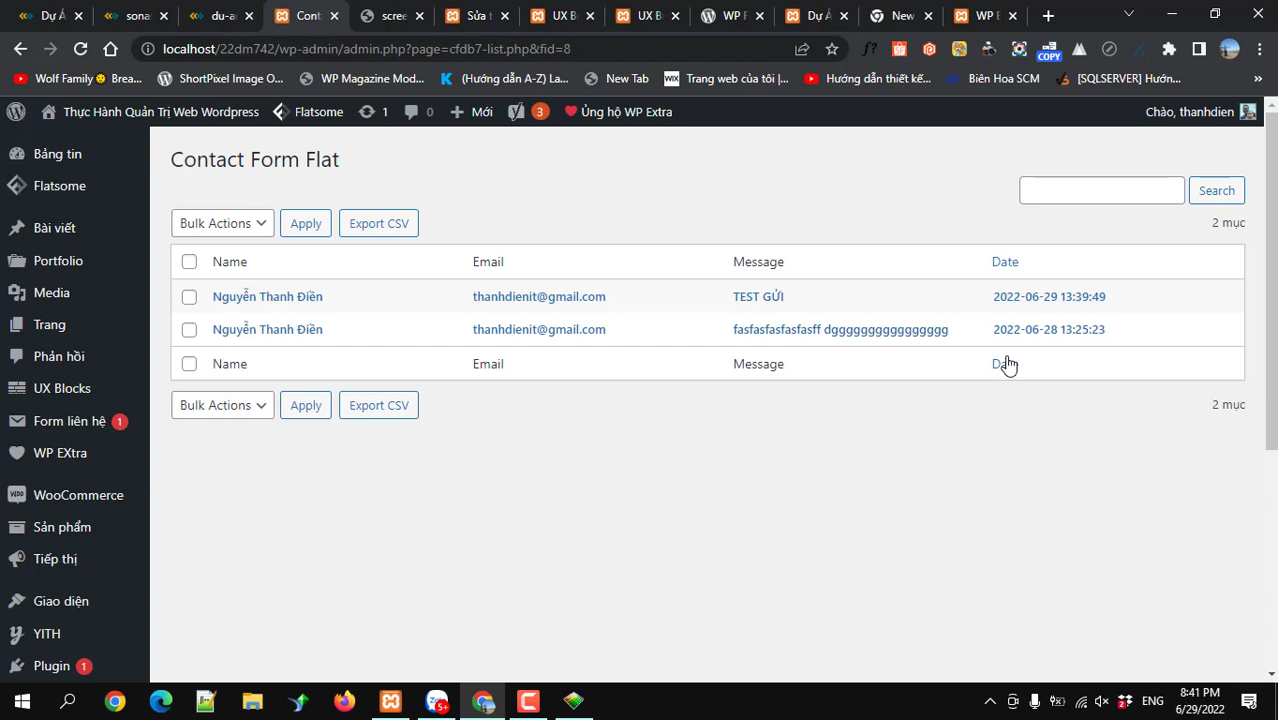 Dự Á
sona
du-a
Cont
scree
Sửa t
UX B
UX B
WP F
Dự Á
New
WP E
localhost/22dm742/wp-admin/admin.php?page=cfdb7-list.php&fid=8
f?
COPY
Wolf Family Brea...
ShortPixel Image O...
WP Magazine Mod...
(Hướng dẫn A-Z) La...
New Tab
WIX Trang web của tôi |...
Hướng dẫn thiết kế...
Biên Hoa SCM
[SQLSERVER] Hướn...
Thực Hành Quản Trị Web Wordpress
Flatsome
1
0
Mới
3
Ủng hộ WP Extra
Chào, thanhdien
Bảng tin
Flatsome
Bài viết
Portfolio
Media
Trang
Phản hồi
UX Blocks
Form liên hệ 1
WP EXtra
WooCommerce
Sản phẩm
Tiếp thị
Giao diện
YITH
Plugin 1
Contact Form Flat
Search
Bulk Actions
Apply
Export CSV
2 mục
Name Email Message Date
Nguyễn Thanh Điền thanhdienit@gmail.com TEST GỬI 2022-06-29 13:39:49
Nguyễn Thanh Điền thanhdienit@gmail.com fasfasfasfasfasff dgggggggggggggggg 2022-06-28 13:25:23
Name Email Message
Bulk Actions
Apply
Export CSV
2 mục
Zalo
5+
2
ENG
8:41 PM
6/29/2022